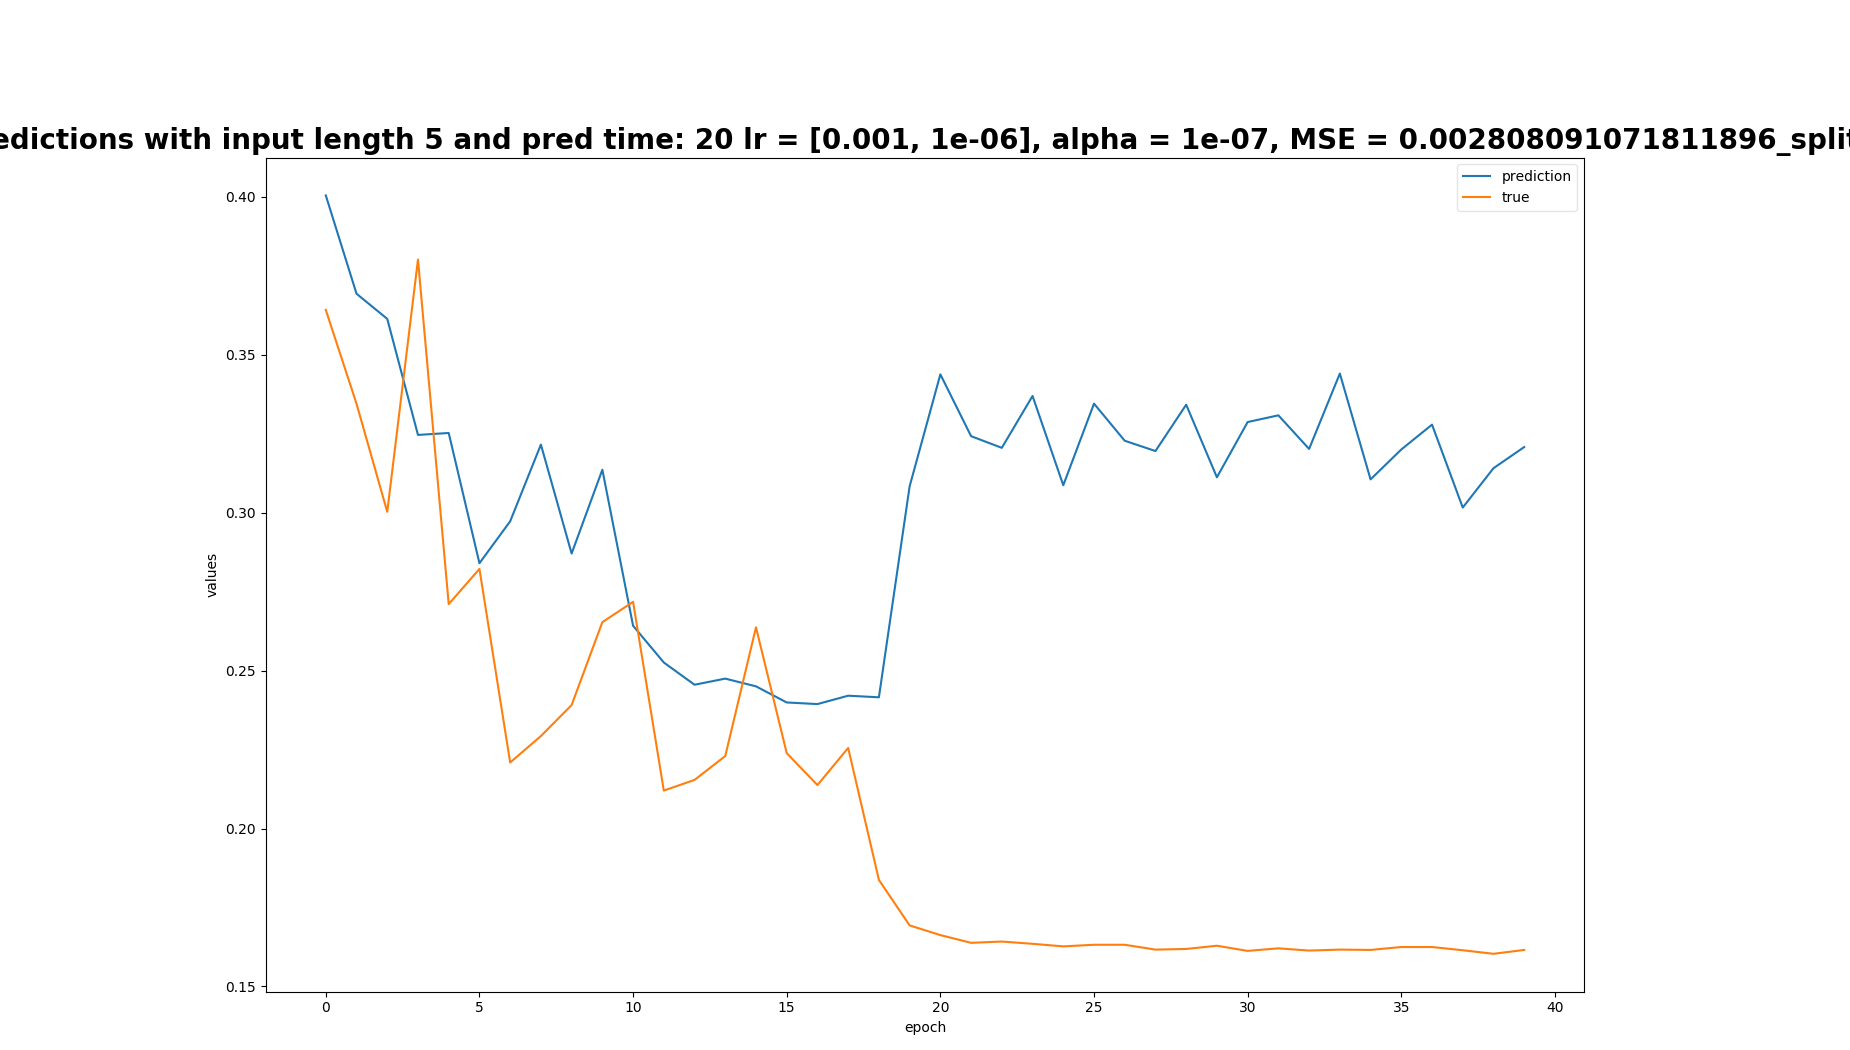 edictions with input length 5 and pred time: 20 lr = [0.001, 1e-06], alpha = 1e-07, MSE = 0.002808091071811896_split
prediction
true
0.40
0.35
0.30
0.25
0.20
0.15
values
0 5 10 15 20 25 30 35 40
epoch